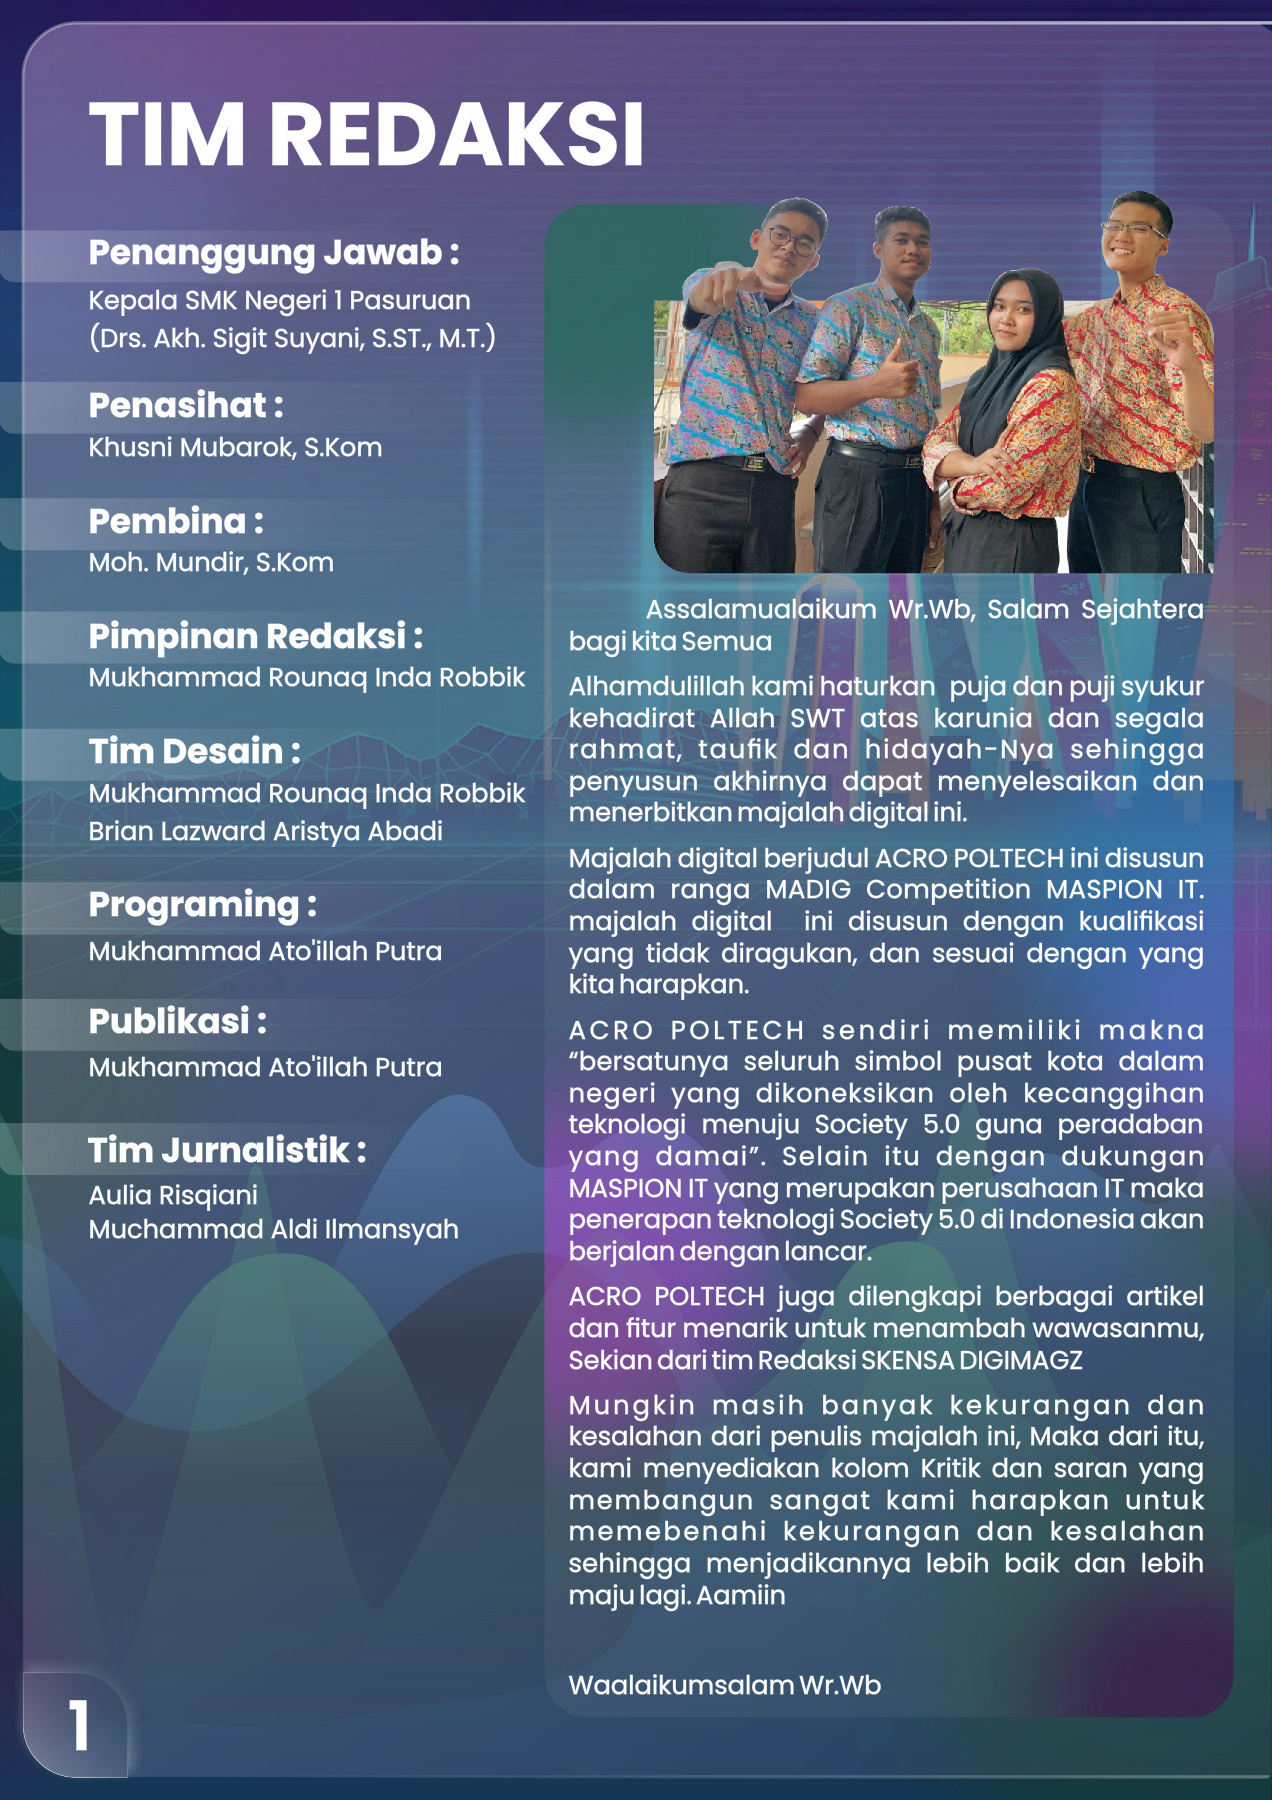 TIM REDAKSI
Penanggung Jawab :
Kepala SMK Negeri 1 Pasuruan
(Drs. Akh. Sigit Suyani, S.ST., M.T.)
Penasihat :
Khusni Mubarok, S.Kom
Pembina :
Moh. Mundir, S.Kom
Pimpinan Redaksi :
Mukhammad Rounaq Inda Robbik
Tim Desain :
Mukhammad Rounaq Inda Robbik
Brian Lazward Aristya Abadi
Programing :
Mukhammad Ato'illah Putra
Publikasi :
Mukhammad Ato'illah Putra
Tim Jurnalistik :
Aulia Risqiani
Muchammad Aldi Ilmansyah
Assalamualaikum Wr.Wb, Salam Sejahtera
bagi kita Semua
Alhamdulillah kami haturkan puja dan puji syukur
kehadirat Allah SWT atas karunia dan segala
rahmat, taufik dan hidayah-Nya sehingga
penyusun akhirnya dapat menyelesaikan dan
menerbitkan majalah digital ini.
Majalah digital berjudul ACRO POLTECH ini disusun
dalam ranga MADIG Competition MASPION IT.
majalah digital ini disusun dengan kualifikasi
yang tidak diragukan, dan sesuai dengan yang
kita harapkan.
ACRO POLTECH sendiri memiliki makna
“bersatunya seluruh simbol pusat kota dalam
negeri yang dikoneksikan oleh kecanggihan
teknologi menuju Society 5.0 guna peradaban
yang damai”. Selain itu dengan dukungan
MASPION IT yang merupakan perusahaan IT maka
penerapan teknologi Society 5.0 di Indonesia akan
berjalan dengan lancar.
ACRO POLTECH juga dilengkapi berbagai artikel
dan fitur menarik untuk menambah wawasanmu,
Sekian dari tim Redaksi SKENSA DIGIMAGZ
Mungkin masih banyak kekurangan dan
kesalahan dari penulis majalah ini, Maka dari itu,
kami menyediakan kolom Kritik dan saran yang
membangun sangat kami harapkan untuk
memebenahi kekurangan dan kesalahan
sehingga menjadikannya lebih baik dan lebih
maju lagi. Aamiin
Waalaikumsalam Wr.Wb
1